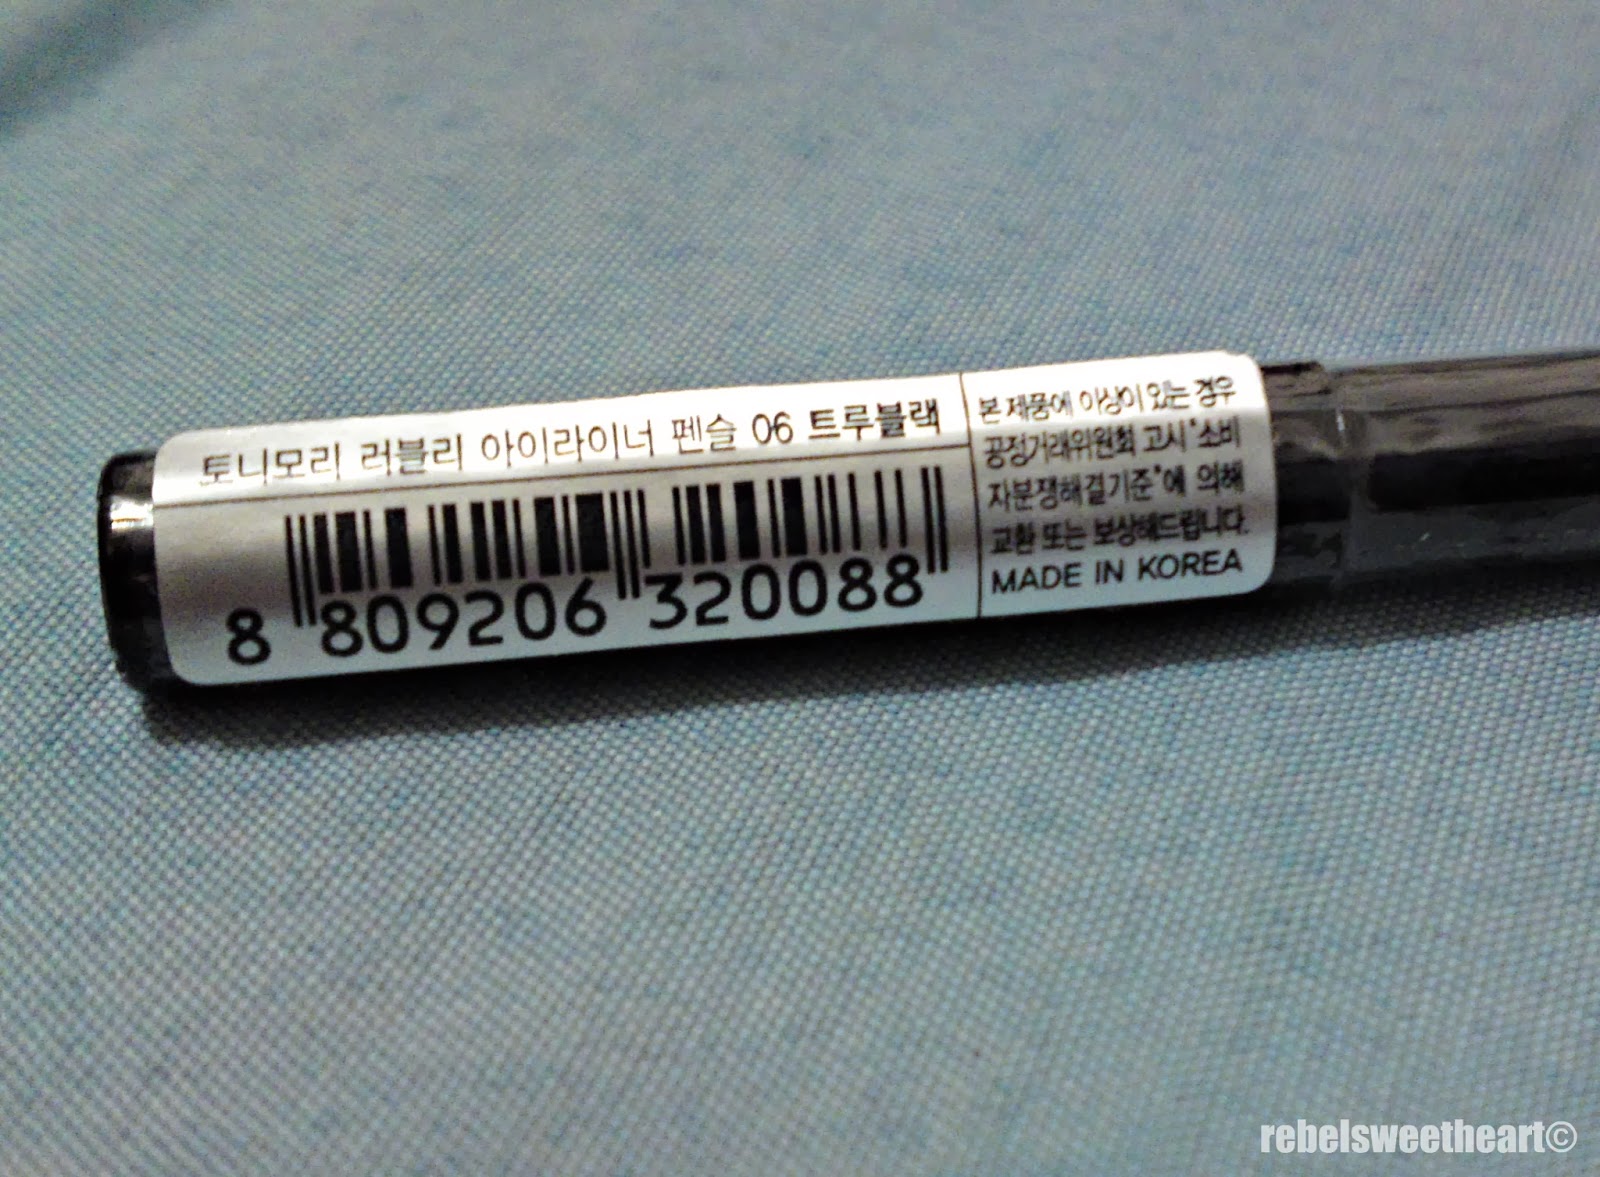 토니모리 러블리 아이라이너 펜슬 06 트루블랙
8 809206 320088
본 제품에 이상이 있는 경우
공정거래위원회 고시"소비
자분쟁해결기준"에 의해
교환 또는 보상해드립니다.
MADE IN KOREA
rebelsweetheart©